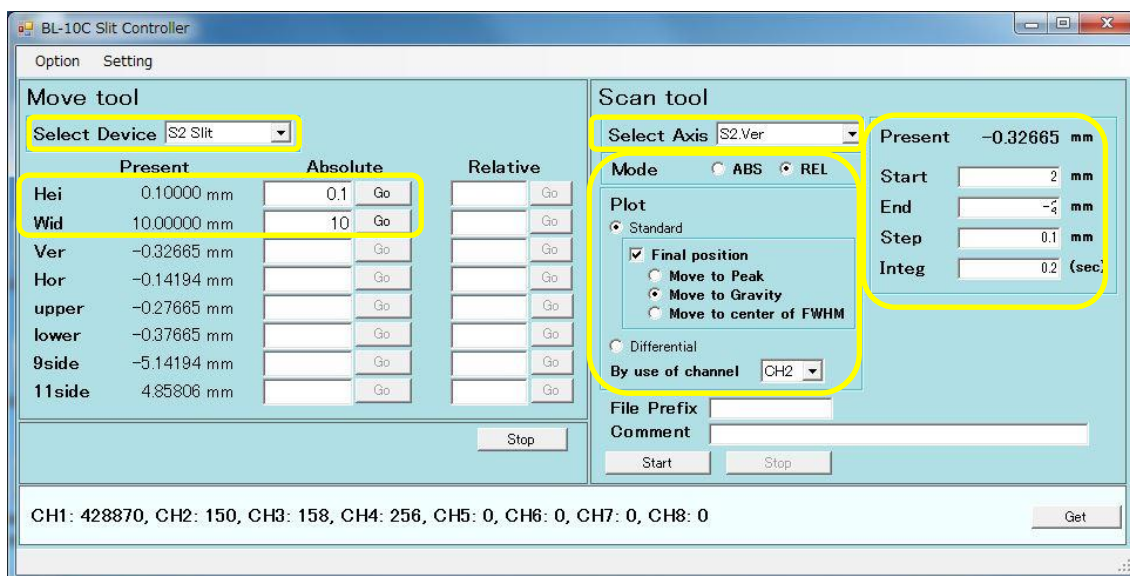 BL-10C Slit Controller
Option Setting
Move tool
Select Device S2 Slit
Present Absolute Relative
Hei 0.10000 mm 0.1 Go Go
Wid 10.00000 mm 10 Go Go
Ver -0.32665 mm Go Go
Hor -0.14194 mm Go Go
upper -0.27665 mm Go Go
lower -0.37665 mm Go Go
9side -5.14194 mm Go Go
11side 4.85806 mm Go Go
Stop
Scan tool
Select Axis S2.Ver
Mode ABS REL
Plot
Standard
Final position
Move to Peak
Move to Gravity
Move to center of FWHM
Differential
By use of channel CH2
Present -0.32665 mm
Start 2 mm
End mm
Step 0.1 mm
Integ 0.2 (sec)
File Prefix
Comment
Start Stop
CH1: 428870, CH2: 150, CH3: 158, CH4: 256, CH5: 0, CH6: 0, CH7: 0, CH8: 0
Get